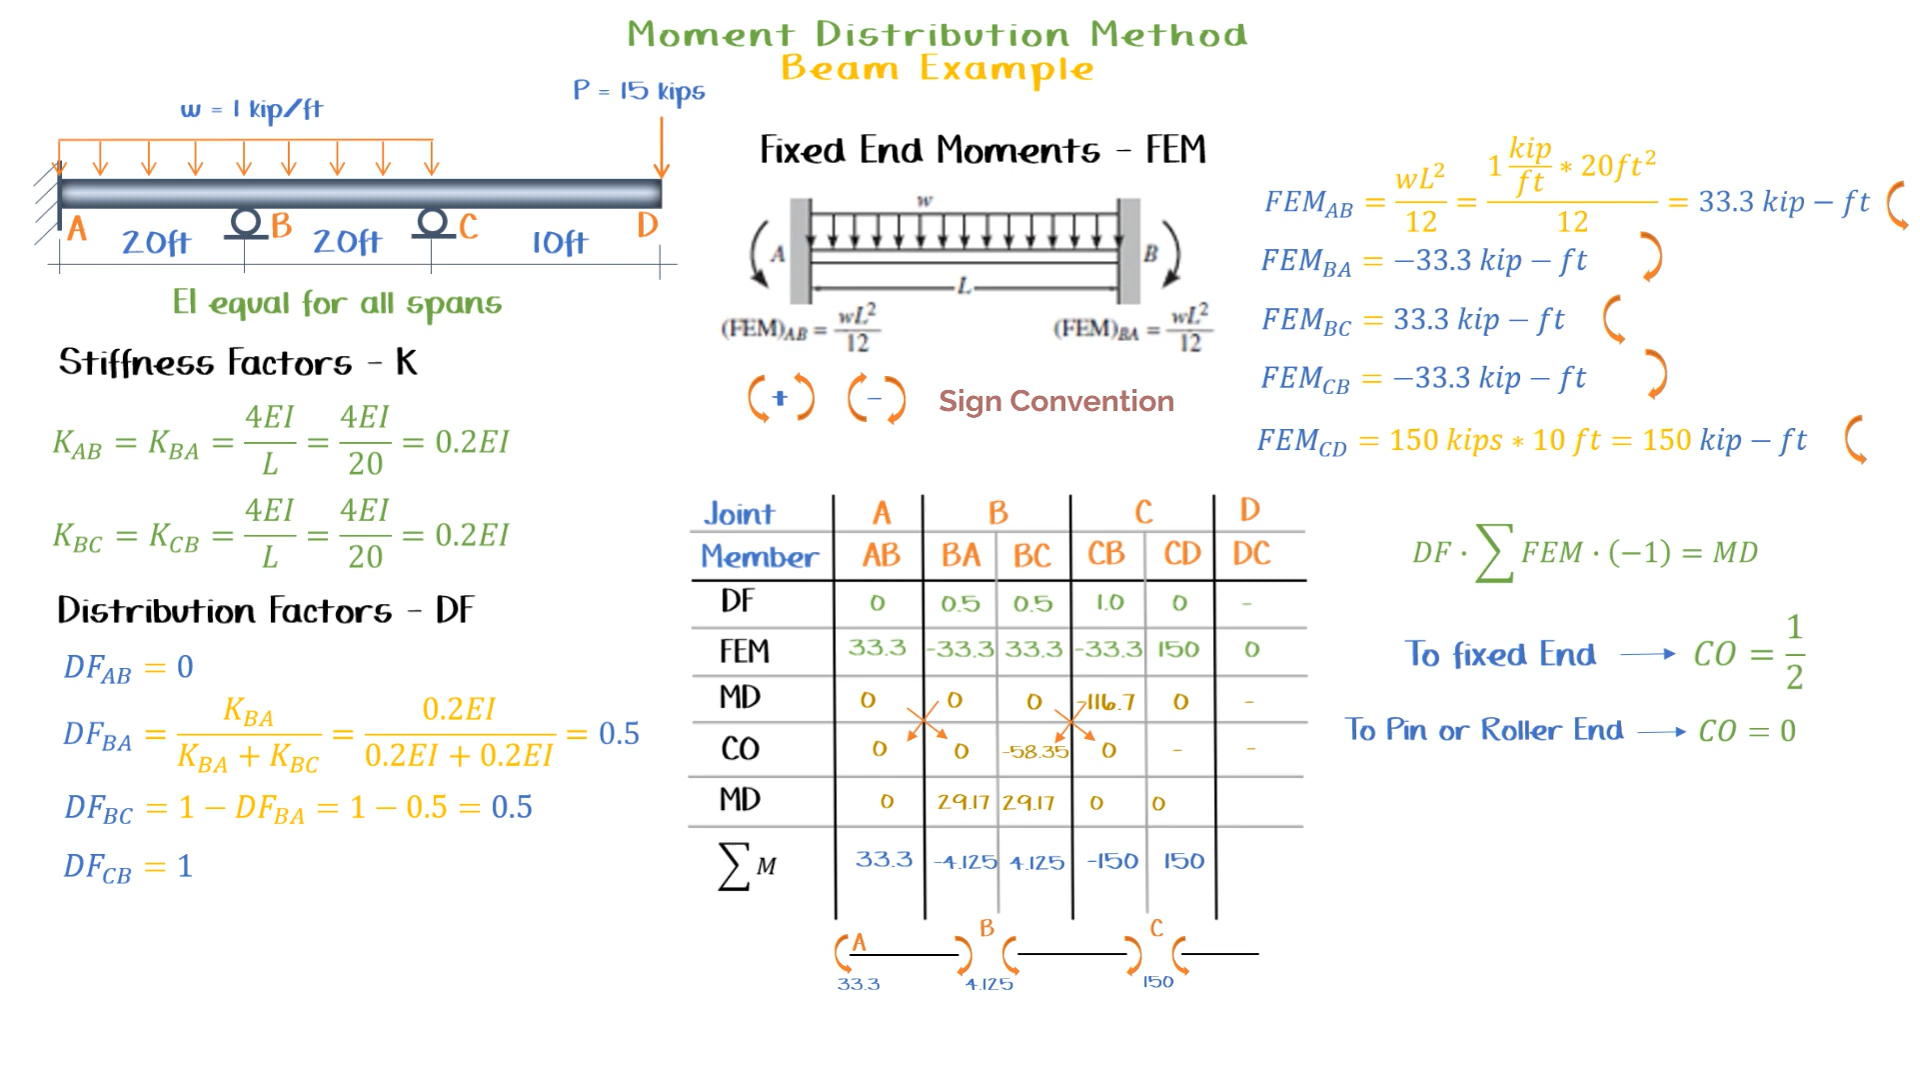 Moment Distribution Method
Beam Example
P = 15 kips
w = 1 kip/ft
A
B
C
D
20ft
20ft
10ft
EI equal for all spans
Stiffness Factors - K
K_AB = K_BA = 4EI/L = 4EI/20 = 0.2EI
K_BC = K_CB = 4EI/L = 4EI/20 = 0.2EI
Distribution Factors - DF
DF_AB = 0
DF_BA = K_BA/(K_BA + K_BC) = 0.2EI/(0.2EI + 0.2EI) = 0.5
DF_BC = 1 − DF_BA = 1 − 0.5 = 0.5
DF_CB = 1
Fixed End Moments - FEM
w
A
B
L
(FEM)_AB = wL²/12
(FEM)_BA = wL²/12
+ − Sign Convention
FEM_AB = wL²/12 = 1 kip/ft * 20ft²/12 = 33.3 kip − ft
FEM_BA = −33.3 kip − ft
FEM_BC = 33.3 kip − ft
FEM_CB = −33.3 kip − ft
FEM_CD = 150 kips * 10 ft = 150 kip − ft
Joint A B C D
Member AB BA BC CB CD DC
DF 0 0.5 0.5 1.0 0 -
FEM 33.3 -33.3 33.3 -33.3 150 0
MD 0 0 0 -116.7 0 -
CO 0 0 -58.35 0 - -
MD 0 29.17 29.17 0 0
∑M 33.3 -4.125 4.125 -150 150
A B C
33.3 4.125 150
DF · ∑FEM · (−1) = MD
To fixed End → CO = 1/2
To Pin or Roller End → CO = 0